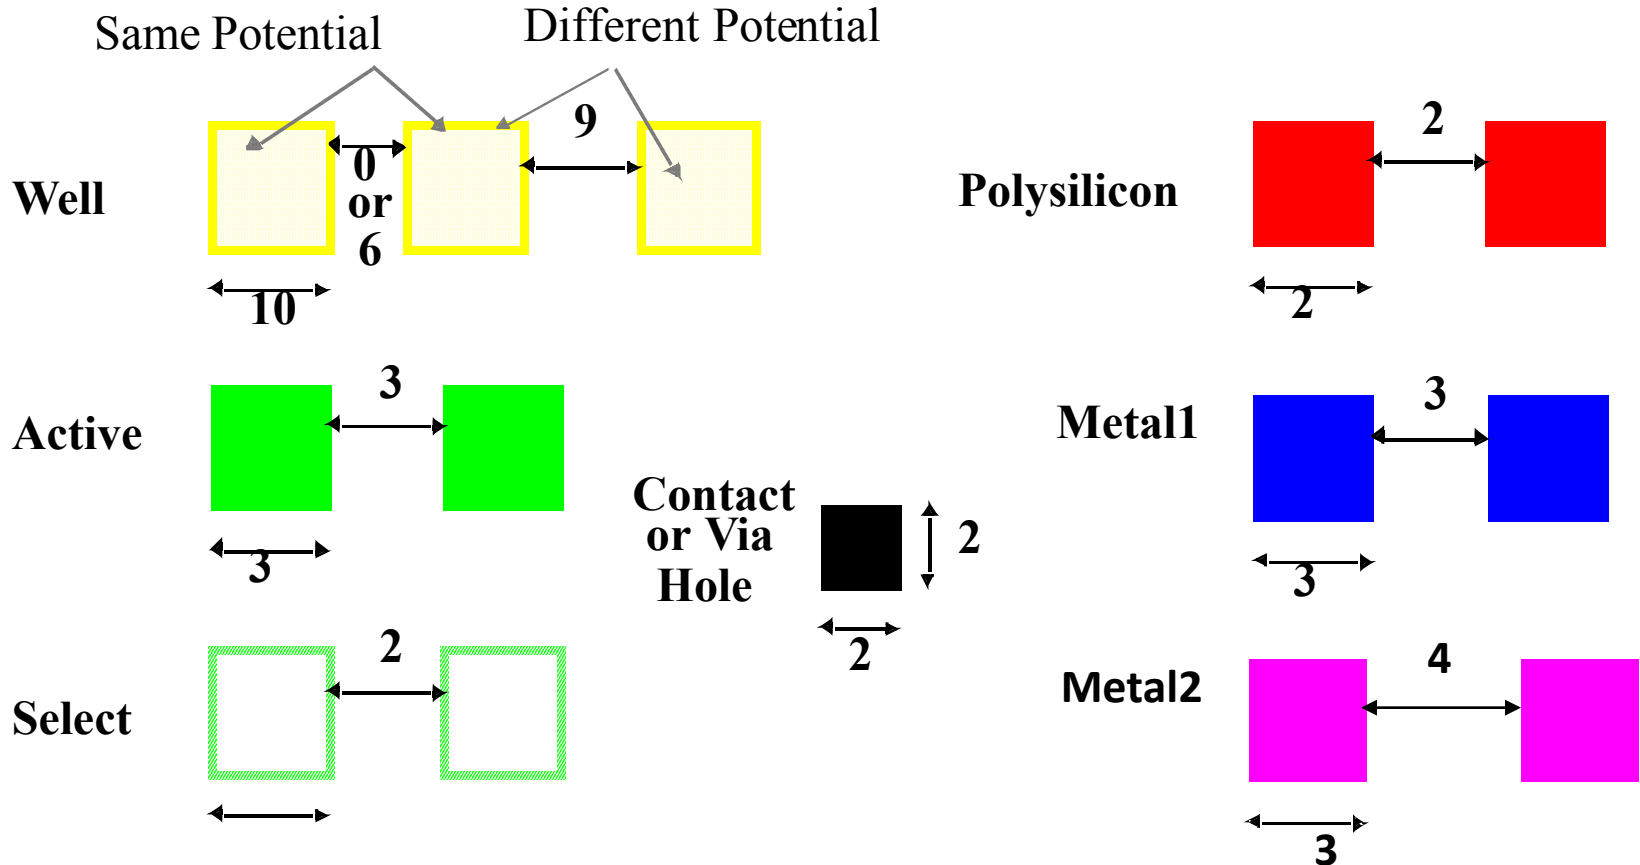 Same Potential
Different Potential
9
2
0
or
6
Well
Polysilicon
10
2
3
3
Active
Metal1
Contact
or Via
Hole
2
3
3
2
2
4
Select
Metal2
3